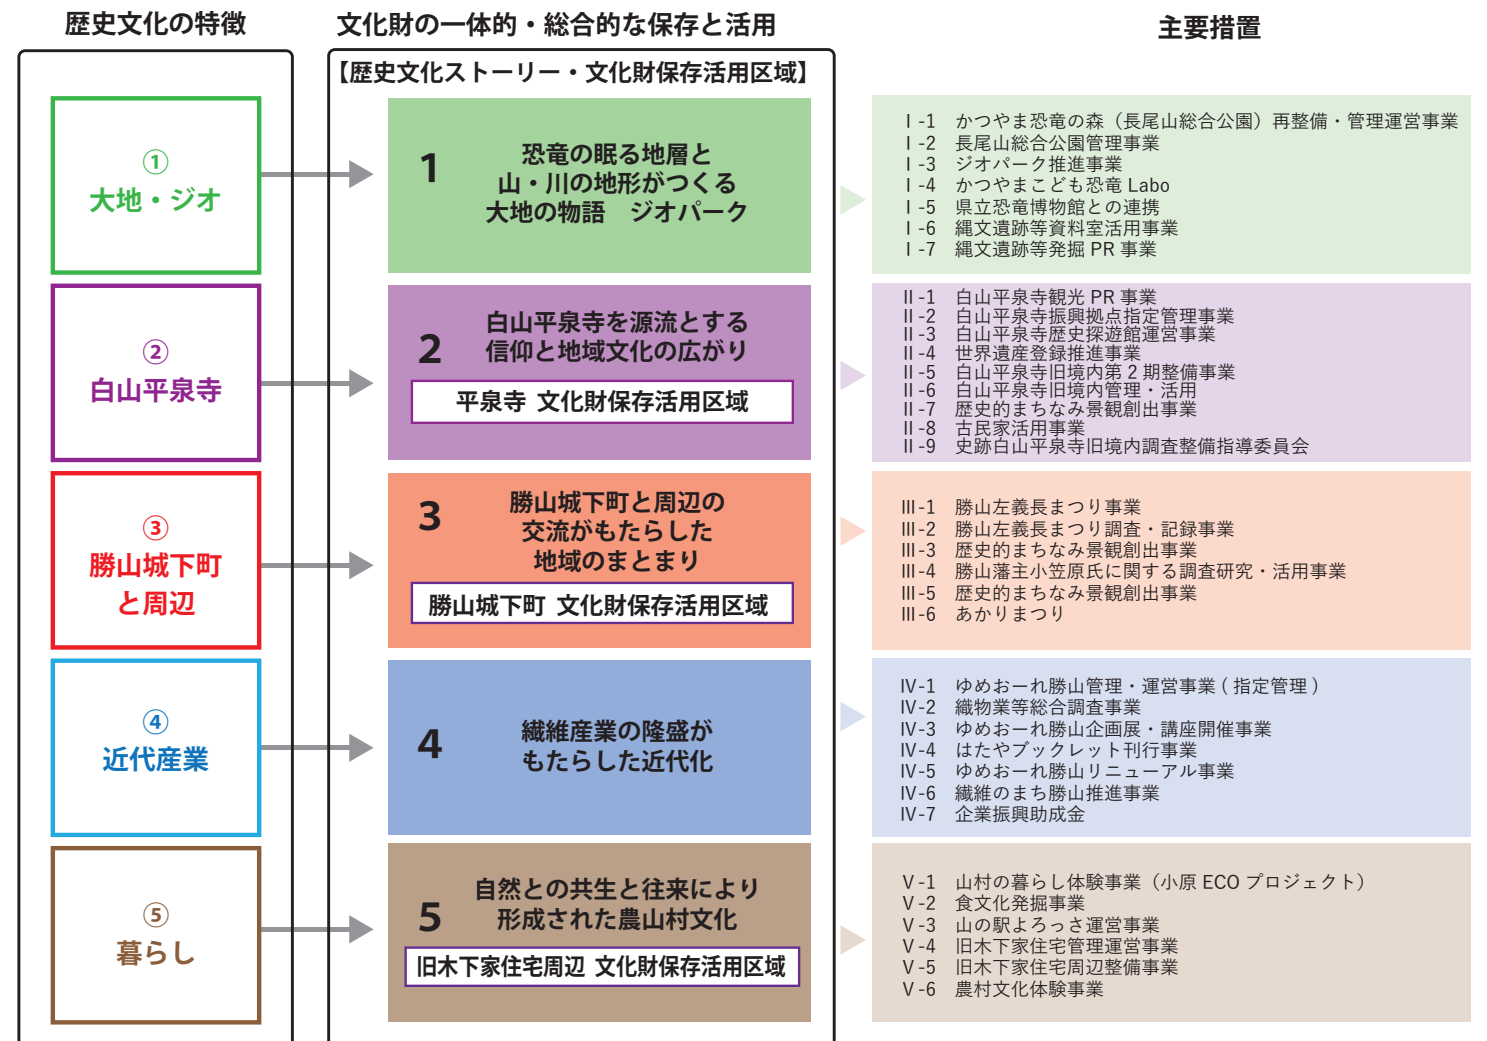 歴史文化の特徴
文化財の一体的・総合的な保存と活用
主要措置
【歴史文化ストーリー・文化財保存活用区域】
①
大地・ジオ
1
恐竜の眠る地層と
山・川の地形がつくる
大地の物語　ジオパーク
Ⅰ-1　かつやま恐竜の森（長尾山総合公園）再整備・管理運営事業
Ⅰ-2　長尾山総合公園管理事業
Ⅰ-3　ジオパーク推進事業
Ⅰ-4　かつやまこども恐竜 Labo
Ⅰ-5　県立恐竜博物館との連携
Ⅰ-6　縄文遺跡等資料室活用事業
Ⅰ-7　縄文遺跡等発掘 PR 事業
②
白山平泉寺
2
白山平泉寺を源流とする
信仰と地域文化の広がり
平泉寺 文化財保存活用区域
Ⅱ-1　白山平泉寺観光 PR 事業
Ⅱ-2　白山平泉寺振興拠点指定管理事業
Ⅱ-3　白山平泉寺歴史探遊館運営事業
Ⅱ-4　世界遺産登録推進事業
Ⅱ-5　白山平泉寺旧境内第 2 期整備事業
Ⅱ-6　白山平泉寺旧境内管理・活用
Ⅱ-7　歴史的まちなみ景観創出事業
Ⅱ-8　古民家活用事業
Ⅱ-9　史跡白山平泉寺旧境内調査整備指導委員会
③
勝山城下町
と周辺
3
勝山城下町と周辺の
交流がもたらした
地域のまとまり
勝山城下町 文化財保存活用区域
Ⅲ-1　勝山左義長まつり事業
Ⅲ-2　勝山左義長まつり調査・記録事業
Ⅲ-3　歴史的まちなみ景観創出事業
Ⅲ-4　勝山藩主小笠原氏に関する調査研究・活用事業
Ⅲ-5　歴史的まちなみ景観創出事業
Ⅲ-6　あかりまつり
④
近代産業
4
繊維産業の隆盛が
もたらした近代化
Ⅳ-1　ゆめおーれ勝山管理・運営事業 ( 指定管理 )
Ⅳ-2　織物業等総合調査事業
Ⅳ-3　ゆめおーれ勝山企画展・講座開催事業
Ⅳ-4　はたやブックレット刊行事業
Ⅳ-5　ゆめおーれ勝山リニューアル事業
Ⅳ-6　繊維のまち勝山推進事業
Ⅳ-7　企業振興助成金
⑤
暮らし
5
自然との共生と往来により
形成された農山村文化
旧木下家住宅周辺 文化財保存活用区域
Ⅴ-1　山村の暮らし体験事業（小原 ECO プロジェクト）
Ⅴ-2　食文化発掘事業
Ⅴ-3　山の駅よろっさ運営事業
Ⅴ-4　旧木下家住宅管理運営事業
Ⅴ-5　旧木下家住宅周辺整備事業
Ⅴ-6　農村文化体験事業